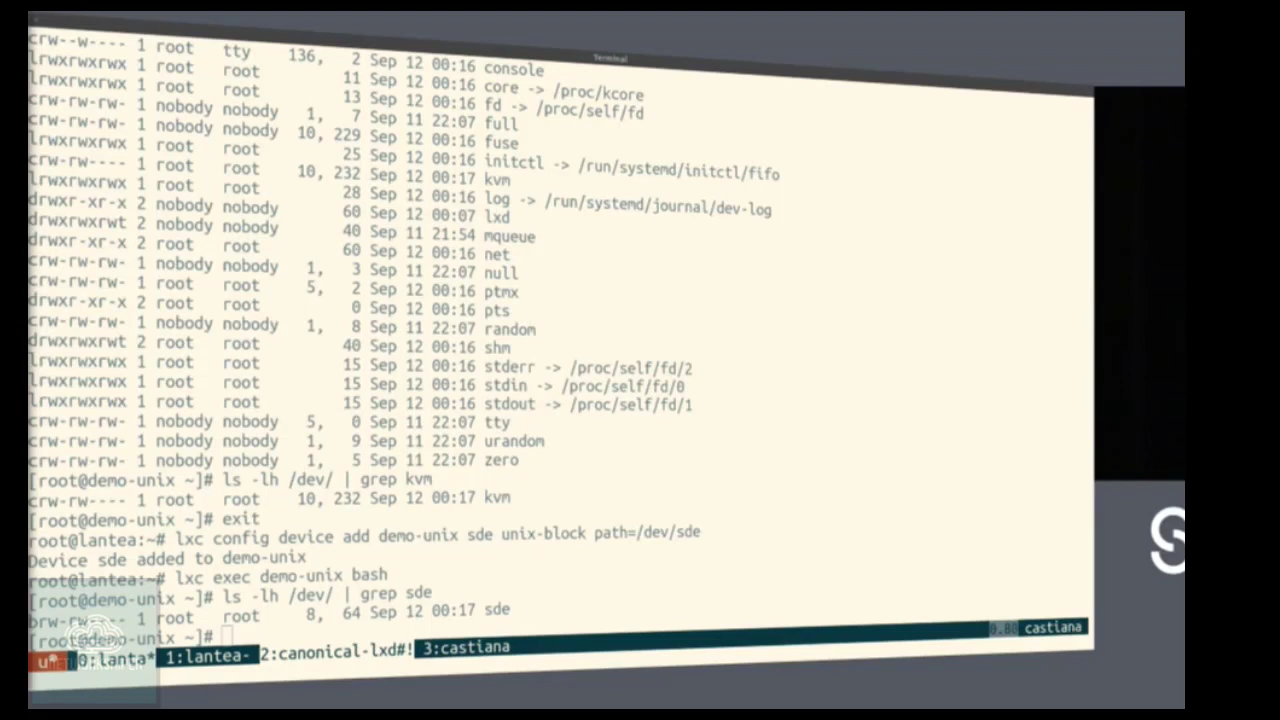 Terminal
crw--w---- 1 root tty 136, 2 Sep 12 00:16 console
lrwxrwxrwx 1 root root 11 Sep 12 00:16 core -> /proc/kcore
lrwxrwxrwx 1 root root 13 Sep 12 00:16 fd -> /proc/self/fd
crw-rw-rw- 1 nobody nobody 1, 7 Sep 11 22:07 full
crw-rw-rw- 1 nobody nobody 10, 229 Sep 12 00:16 fuse
lrwxrwxrwx 1 root root 25 Sep 12 00:16 initctl -> /run/systemd/initctl/fifo
crw-rw---- 1 root root 10, 232 Sep 12 00:17 kvm
lrwxrwxrwx 1 root root 28 Sep 12 00:16 log -> /run/systemd/journal/dev-log
drwxr-xr-x 2 nobody nobody 60 Sep 12 00:07 lxd
drwxrwxrwt 2 nobody nobody 40 Sep 11 21:54 mqueue
drwxr-xr-x 2 root root 60 Sep 12 00:16 net
crw-rw-rw- 1 nobody nobody 1, 3 Sep 11 22:07 null
crw-rw-rw- 1 root root 5, 2 Sep 12 00:16 ptmx
drwxr-xr-x 2 root root 0 Sep 12 00:16 pts
crw-rw-rw- 1 nobody nobody 1, 8 Sep 11 22:07 random
drwxrwxrwt 2 root root 40 Sep 12 00:16 shm
lrwxrwxrwx 1 root root 15 Sep 12 00:16 stderr -> /proc/self/fd/2
lrwxrwxrwx 1 root root 15 Sep 12 00:16 stdin -> /proc/self/fd/0
lrwxrwxrwx 1 root root 15 Sep 12 00:16 stdout -> /proc/self/fd/1
crw-rw-rw- 1 nobody nobody 5, 0 Sep 11 22:07 tty
crw-rw-rw- 1 nobody nobody 1, 9 Sep 11 22:07 urandom
crw-rw-rw- 1 nobody nobody 1, 5 Sep 11 22:07 zero
[root@demo-unix ~]# ls -lh /dev/ | grep kvm
crw-rw---- 1 root root 10, 232 Sep 12 00:17 kvm
[root@demo-unix ~]# exit
root@lantea:~# lxc config device add demo-unix sde unix-block path=/dev/sde
Device sde added to demo-unix
root@lantea:~# lxc exec demo-unix bash
[root@demo-unix ~]# ls -lh /dev/ | grep sde
brw-rw---- 1 root root 8, 64 Sep 12 00:17 sde
[root@demo-unix ~]#
u* 0:lanta* 1:lantea- 2:canonical-lxd#! 3:castiana 0.80 castiana